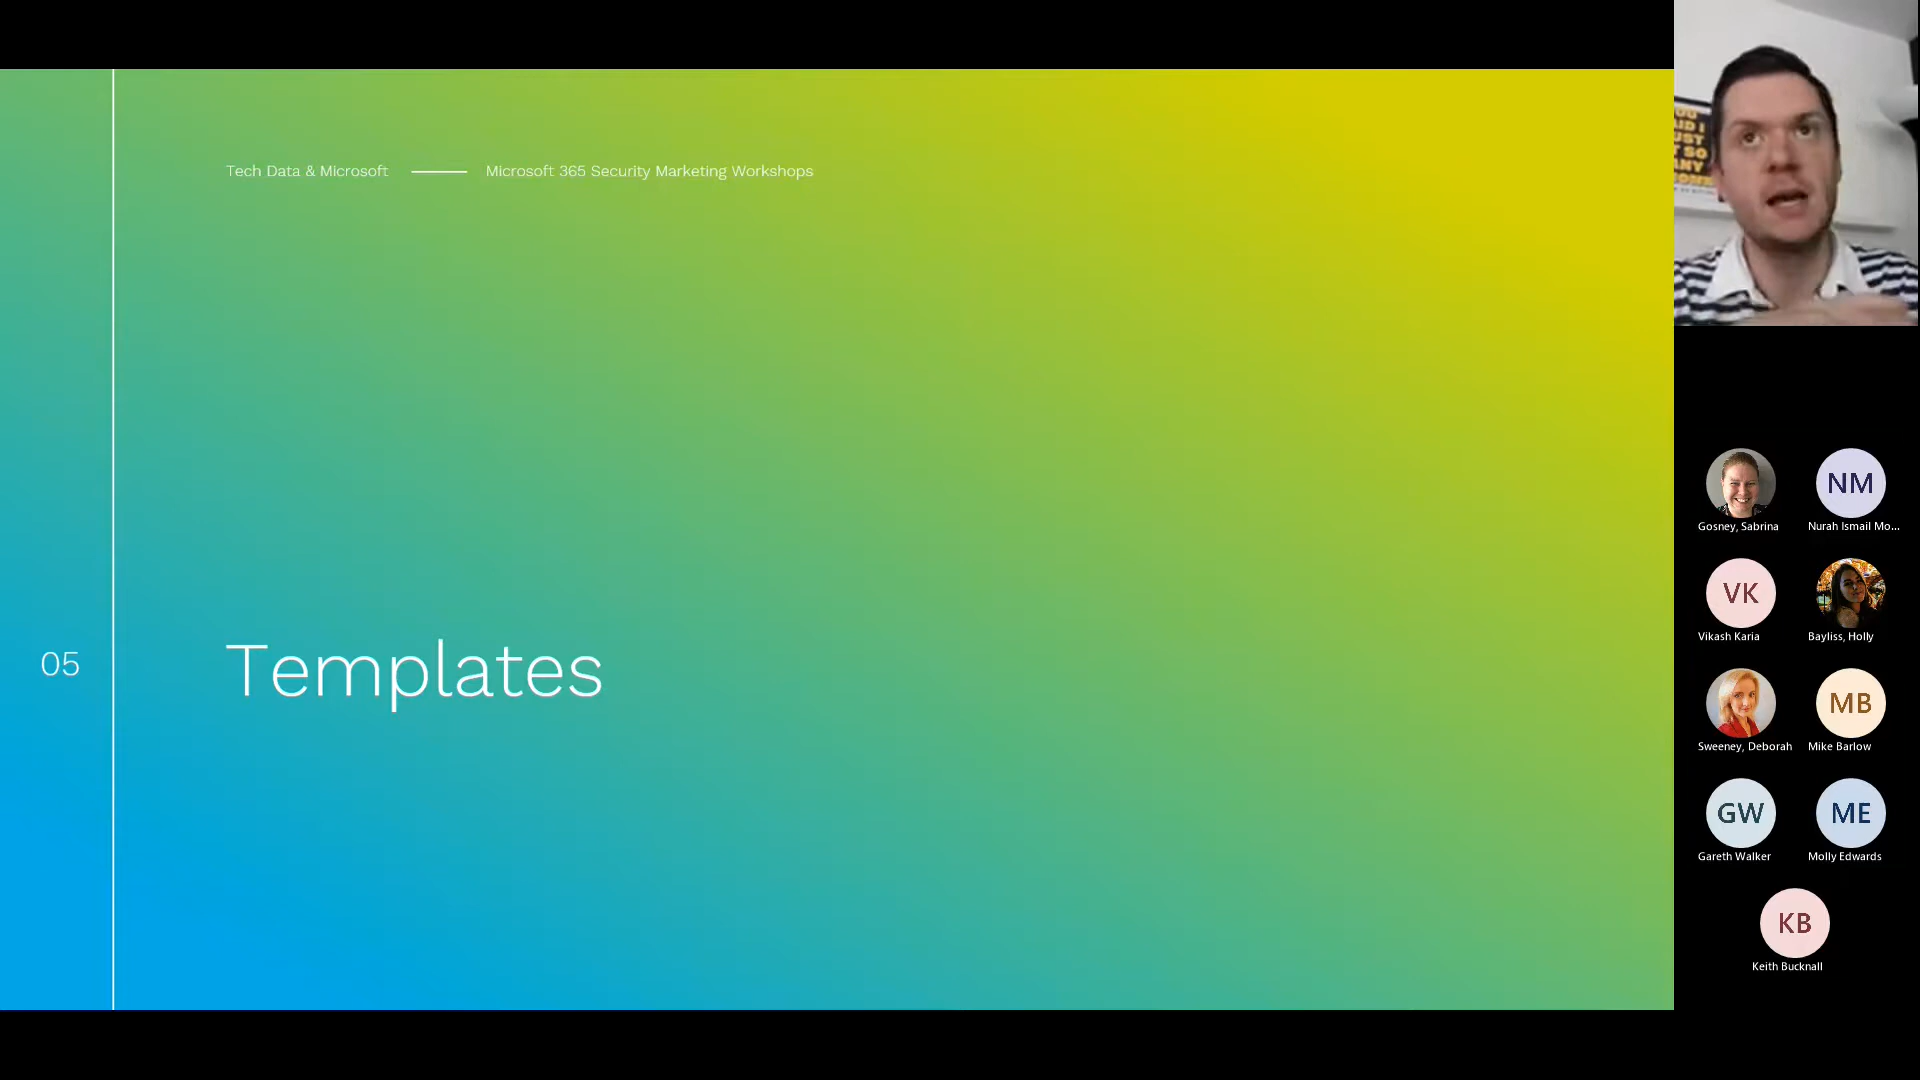 Tech Data & Microsoft
Microsoft 365 Security Marketing Workshops
05
Templates
Gosney, Sabrina
NM
Nurah Ismail Mo...
VK
Vikash Karia
Bayliss, Holly
Sweeney, Deborah
MB
Mike Barlow
GW
Gareth Walker
ME
Molly Edwards
KB
Keith Bucknall